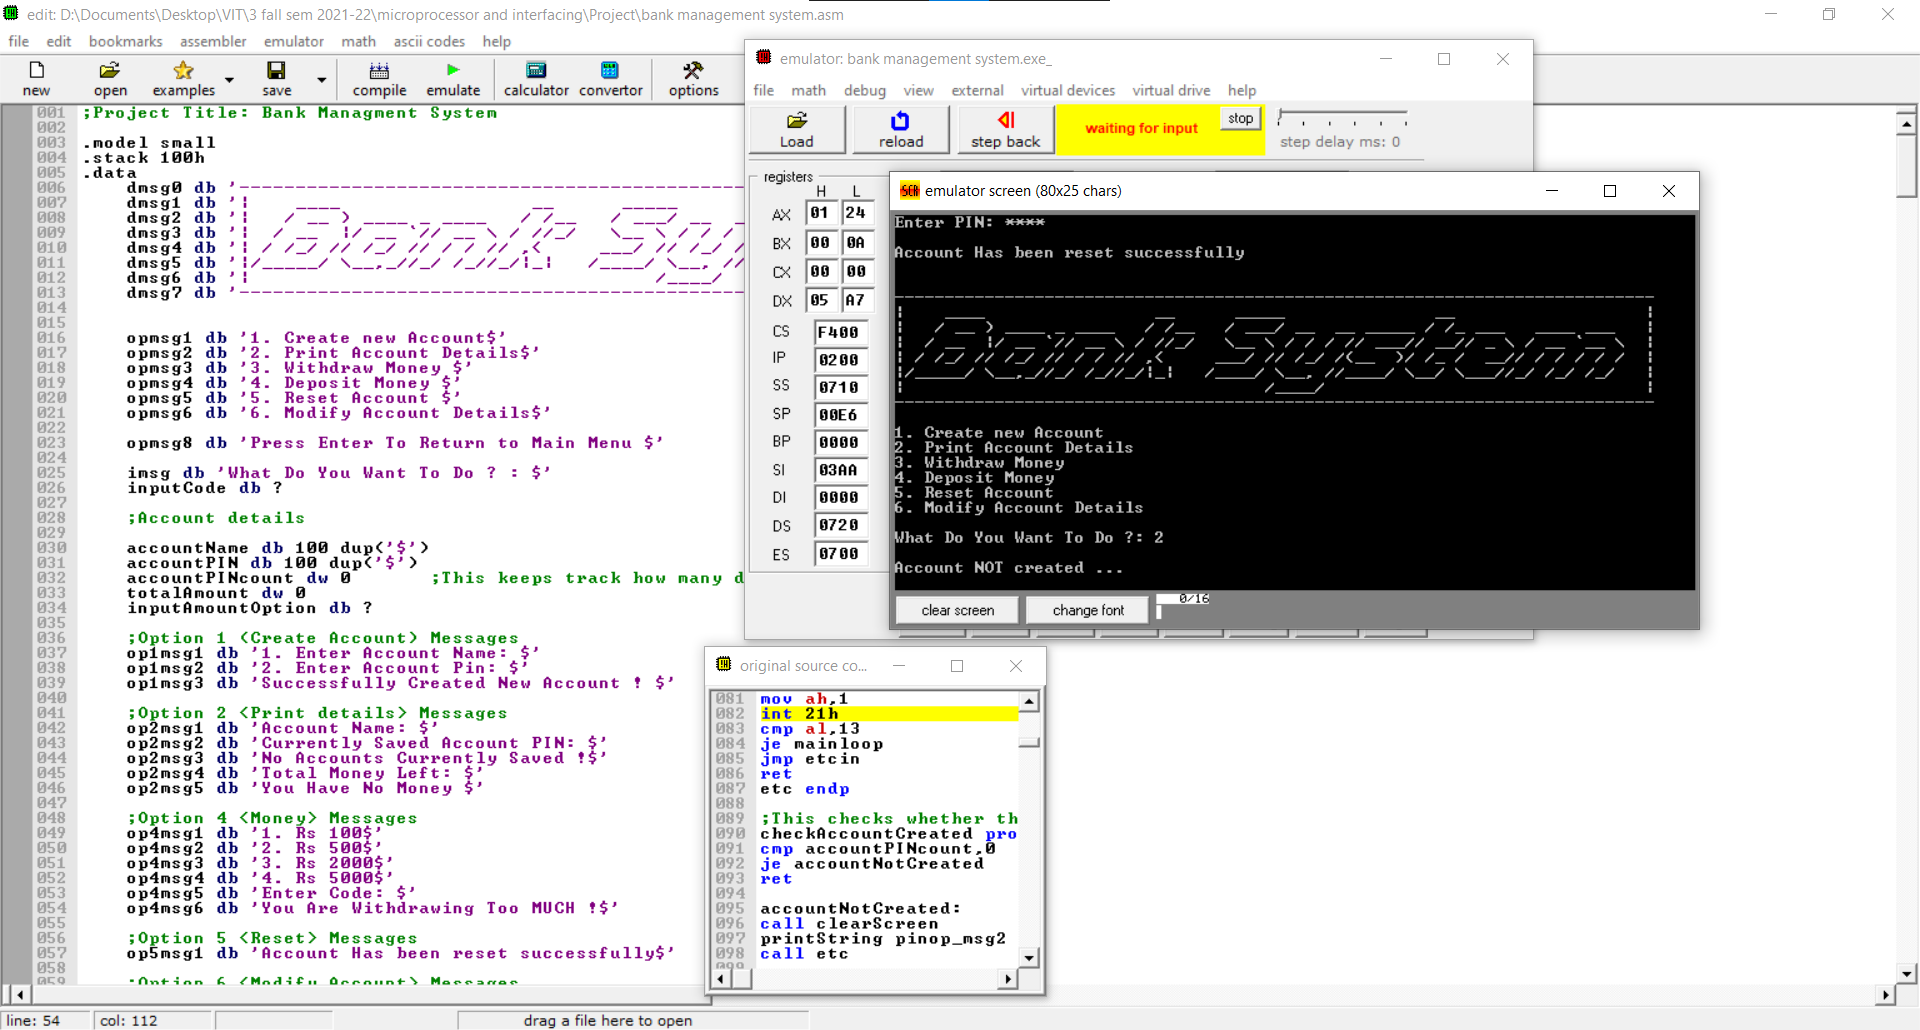 edit: D:\Documents\Desktop\VIT\3 fall sem 2021-22\microprocessor and interfacing\Project\bank management system.asm
file edit bookmarks assembler emulator math ascii codes help
new open examples save compile emulate calculator convertor options
001 ;Project Title: Bank Managment System
002
003 .model small
004 .stack 100h
005 .data
006 dmsg0 db '--------------------------------------------
007 dmsg1 db '|
008 dmsg2 db '|
009 dmsg3 db '|
010 dmsg4 db '|
011 dmsg5 db '|
012 dmsg6 db '|
013 dmsg7 db '--------------------------------------------
014
015
016 opmsg1 db '1. Create new Account$'
017 opmsg2 db '2. Print Account Details$'
018 opmsg3 db '3. Withdraw Money $'
019 opmsg4 db '4. Deposit Money $'
020 opmsg5 db '5. Reset Account $'
021 opmsg6 db '6. Modify Account Details$'
022
023 opmsg8 db 'Press Enter To Return to Main Menu $'
024
025 imsg db 'What Do You Want To Do ? : $'
026 inputCode db ?
027
028 ;Account details
029
030 accountName db 100 dup('$')
031 accountPIN db 100 dup('$')
032 accountPINcount dw 0 ;This keeps track how many d
033 totalAmount dw 0
034 inputAmountOption db ?
035
036 ;Option 1 (Create Account) Messages
037 op1msg1 db '1. Enter Account Name: $'
038 op1msg2 db '2. Enter Account Pin: $'
039 op1msg3 db 'Successfully Created New Account ! $'
040
041 ;Option 2 (Print details) Messages
042 op2msg1 db 'Account Name: $'
043 op2msg2 db 'Currently Saved Account PIN: $'
044 op2msg3 db 'No Accounts Currently Saved !$'
045 op2msg4 db 'Total Money Left: $'
046 op2msg5 db 'You Have No Money $'
047
048 ;Option 4 (Money) Messages
049 op4msg1 db '1. Rs 100$'
050 op4msg2 db '2. Rs 500$'
051 op4msg3 db '3. Rs 2000$'
052 op4msg4 db '4. Rs 5000$'
053 op4msg5 db 'Enter Code: $'
054 op4msg6 db 'You Are Withdrawing Too MUCH !$'
055
056 ;Option 5 (Reset) Messages
057 op5msg1 db 'Account Has been reset successfully$'
058
059 ;Option 6 (Modify Account) Messages
line: 54 col: 112 drag a file here to open
emulator: bank management system.exe_
file math debug view external virtual devices virtual drive help
Load reload step back waiting for input stop step delay ms: 0
registers H L
AX 01 24
BX 00 0A
CX 00 00
DX 05 A7
CS F400
IP 0200
SS 0710
SP 00E6
BP 0000
SI 03AA
DI 0000
DS 0720
ES 0700
SCR emulator screen (80x25 chars)
Enter PIN: ****
Account Has been reset successfully
Bank System
1. Create new Account
2. Print Account Details
3. Withdraw Money
4. Deposit Money
5. Reset Account
6. Modify Account Details
What Do You Want To Do ?: 2
Account NOT created ...
clear screen change font 0/16
original source co...
081 mov ah,1
082 int 21h
083 cmp al,13
084 je mainloop
085 jmp etcin
086 ret
087 etc endp
088
089 ;This checks whether th
090 checkAccountCreated pro
091 cmp accountPINcount,0
092 je accountNotCreated
093 ret
094
095 accountNotCreated:
096 call clearScreen
097 printString pinop_msg2
098 call etc
099